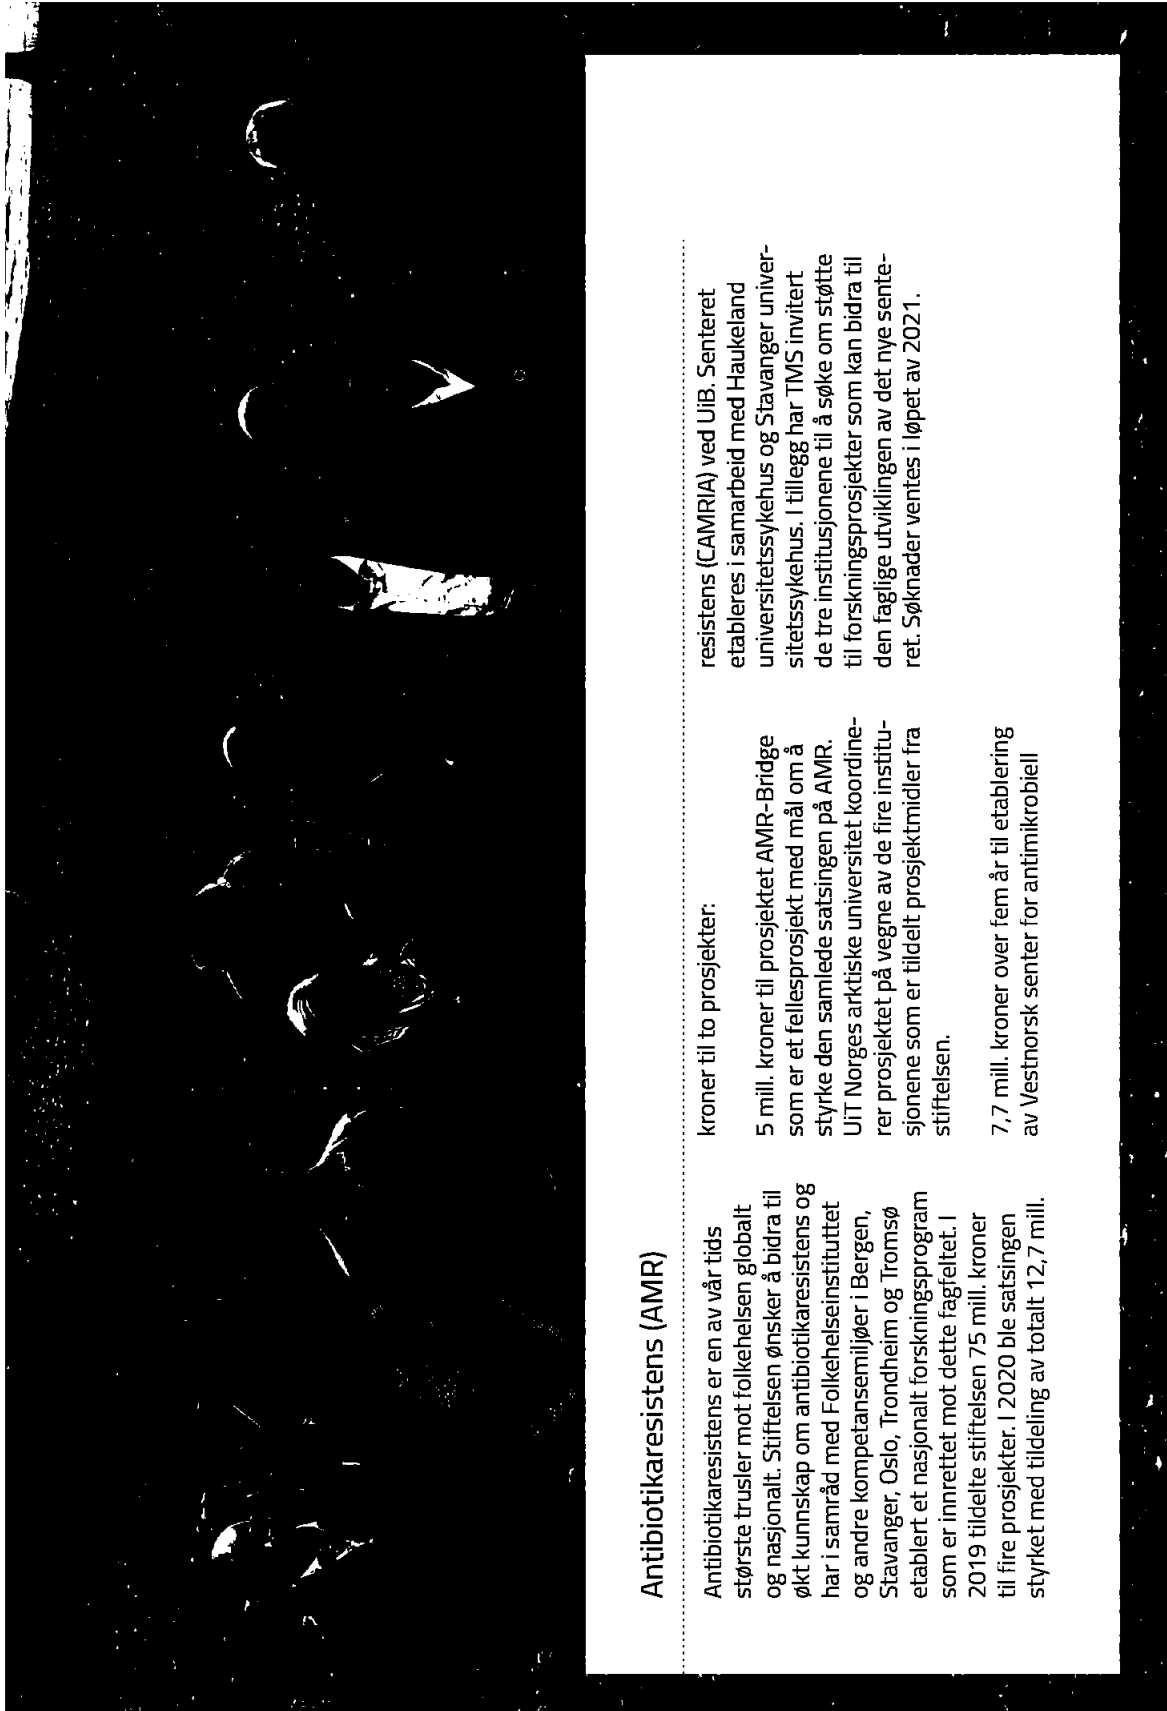 Antibiotikaresistens (AMR)
Antibiotikaresistens er en av vår tids
største trusler mot folkehelsen globalt
og nasjonalt. Stiftelsen ønsker å bidra til
økt kunnskap om antibiotikaresistens og
har i samråd med Folkehelseinstituttet
og andre kompetansemiljøer i Bergen,
Stavanger, Oslo, Trondheim og Tromsø
etablert et nasjonalt forskningsprogram
som er innrettet mot dette fagfeltet. I
2019 tildelte stiftelsen 75 mill. kroner
til fire prosjekter. I 2020 ble satsingen
styrket med tildeling av totalt 12,7 mill.
kroner til to prosjekter:
5 mill. kroner til prosjektet AMR-Bridge
som er et fellesprosjekt med mål om å
styrke den samlede satsingen på AMR.
UiT Norges arktiske universitet koordine-
rer prosjektet på vegne av de fire institu-
sjonene som er tildelt prosjektmidler fra
stiftelsen.
7,7 mill. kroner over fem år til etablering
av Vestnorsk senter for antimikrobiell
resistens (CAMRIA) ved UiB. Senteret
etableres i samarbeid med Haukeland
universitetssykehus og Stavanger univer-
sitetssykehus. I tillegg har TMS invitert
de tre institusjonene til å søke om støtte
til forskningsprosjekter som kan bidra til
den faglige utviklingen av det nye sente-
ret. Søknader ventes i løpet av 2021.